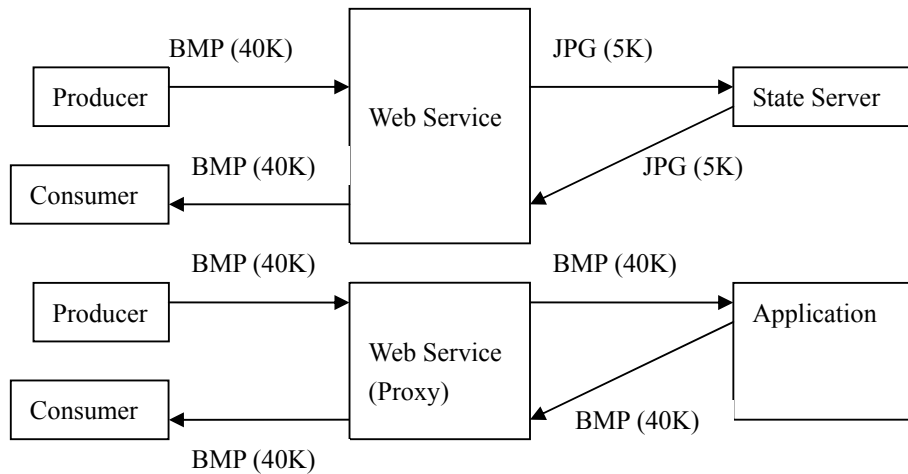 BMP (40K)
JPG (5K)
Producer
Web Service
State Server
BMP (40K)
JPG (5K)
Consumer
BMP (40K)
BMP (40K)
Producer
Application
Web Service
(Proxy)
Consumer
BMP (40K)
BMP (40K)